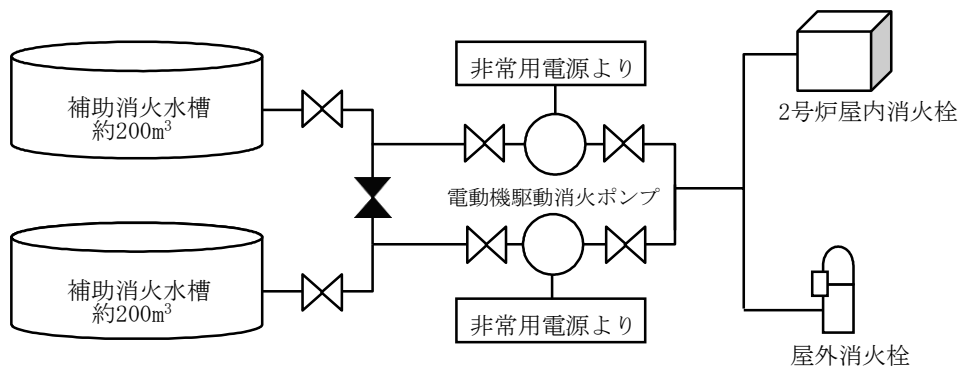 非常用電源より
補助消火水槽
約200m³
2号炉屋内消火栓
電動機駆動消火ポンプ
補助消火水槽
約200m³
非常用電源より
屋外消火栓